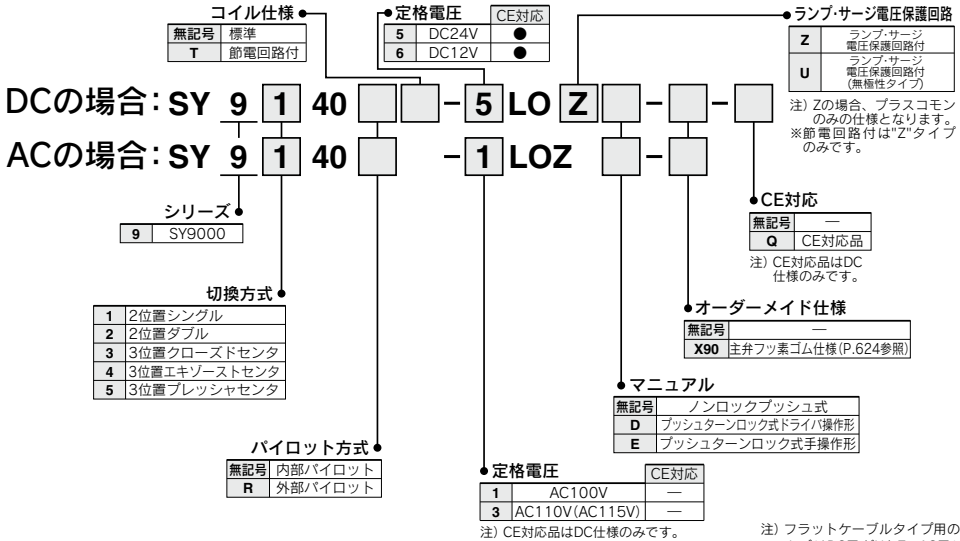 コイル仕様
無記号 標準
T 節電回路付
定格電圧 CE対応
5 DC24V ●
6 DC12V ●
ランプ・サージ電圧保護回路
Z ランプ・サージ電圧保護回路付
U ランプ・サージ電圧保護回路付(無極性タイプ)
注) Zの場合、プラスコモン
のみの仕様となります。
※節電回路付は"Z"タイプ
のみです。
DCの場合：SY 9 1 40 - 5 LO Z - -
ACの場合：SY 9 1 40 - 1 LOZ -
シリーズ
9 SY9000
切換方式
1 2位置シングル
2 2位置ダブル
3 3位置クローズドセンタ
4 3位置エキゾーストセンタ
5 3位置プレッシャセンタ
パイロット方式
無記号 内部パイロット
R 外部パイロット
定格電圧 CE対応
1 AC100V —
3 AC110V(AC115V) —
注) CE対応品はDC仕様のみです。
マニュアル
無記号 ノンロックプッシュ式
D プッシュターンロック式ドライバ操作形
E プッシュターンロック式手操作形
オーダーメイド仕様
無記号 —
X90 主弁フッ素ゴム仕様(P.624参照)
CE対応
無記号 —
Q CE対応品
注) CE対応品はDC
仕様のみです。
注) フラットケーブルタイプ用の